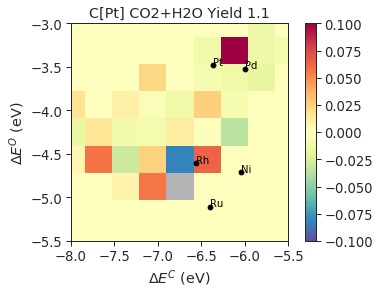 C[Pt] CO2+H2O Yield 1.1
ΔE^O (eV)
−3.0
−3.5
−4.0
−4.5
−5.0
−5.5
Pt
Pd
Rh
Ni
Ru
−8.0 −7.5 −7.0 −6.5 −6.0 −5.5
ΔE^C (eV)
0.100
0.075
0.050
0.025
0.000
−0.025
−0.050
−0.075
−0.100